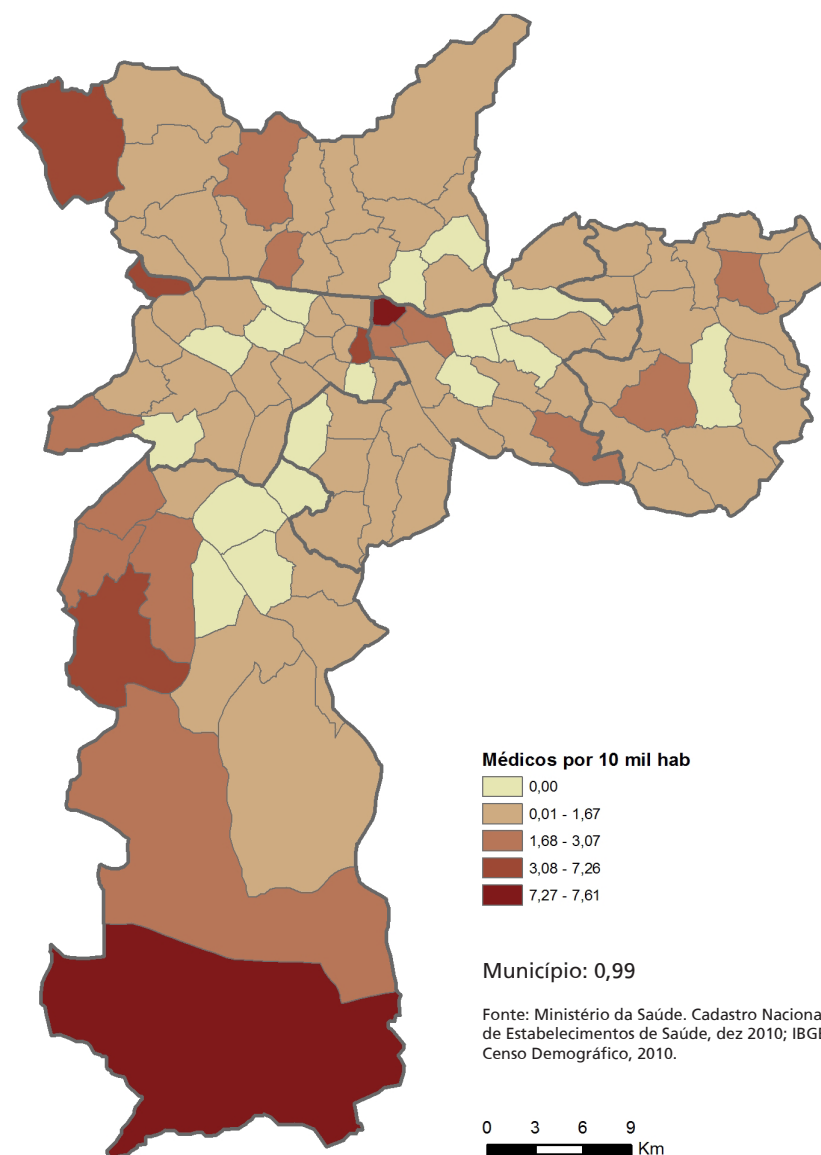 Médicos por 10 mil hab
0,00
0,01 - 1,67
1,68 - 3,07
3,08 - 7,26
7,27 - 7,61
Município: 0,99
Fonte: Ministério da Saúde. Cadastro Nacional
de Estabelecimentos de Saúde, dez 2010; IBGE
Censo Demográfico, 2010.
0 3 6 9
Km